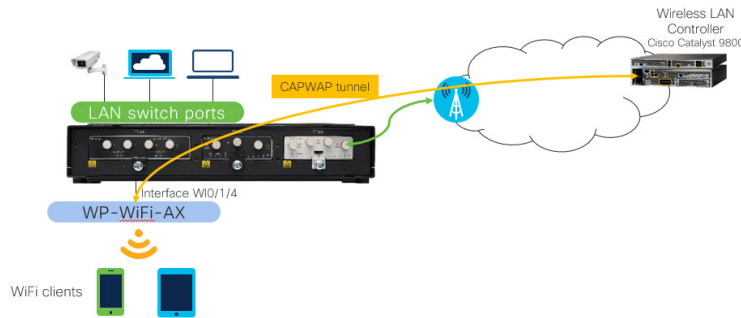 Wireless LAN
Controller
Cisco Catalyst 9800
CAPWAP tunnel
LAN switch ports
Interface WI0/1/4
WP-WiFi-AX
WiFi clients